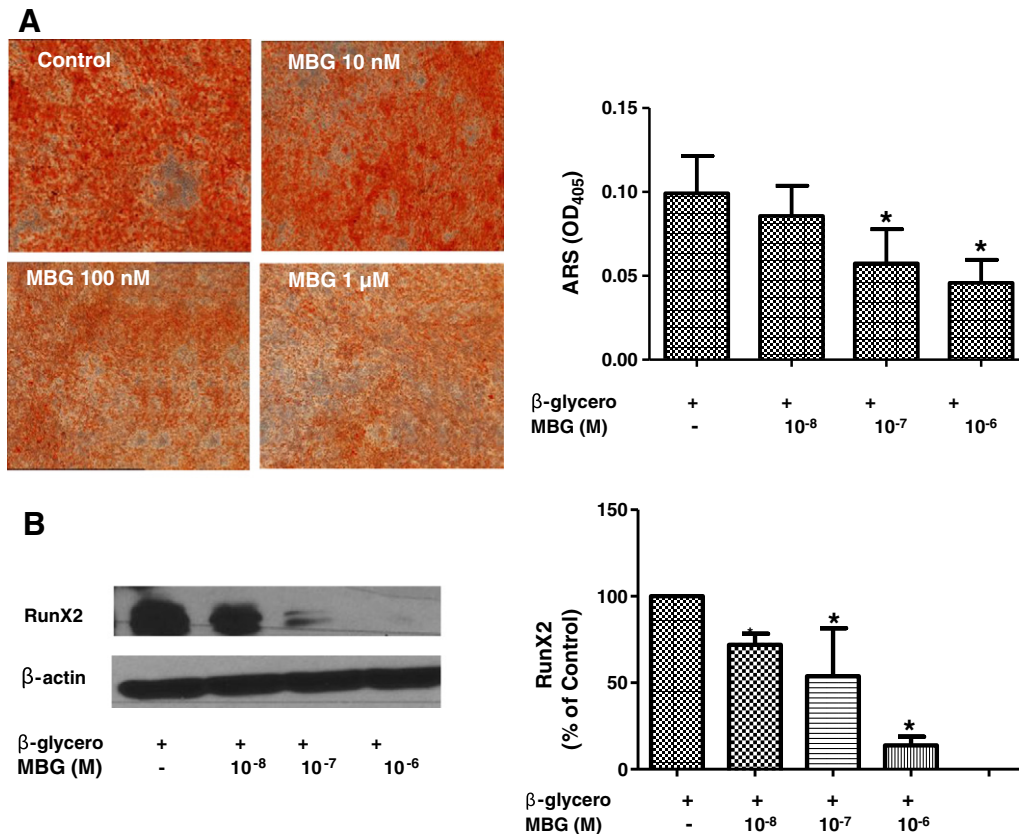 A
Control
MBG 10 nM
MBG 100 nM
MBG 1 µM
ARS (OD405)
0.15
0.10
0.05
0.00
*
*
β-glycero + + + +
MBG (M) - 10-8 10-7 10-6
B
RunX2
β-actin
β-glycero + + + +
MBG (M) - 10-8 10-7 10-6
RunX2
(% of Control)
150
100
50
0
*
*
*
β-glycero + + + +
MBG (M) - 10-8 10-7 10-6